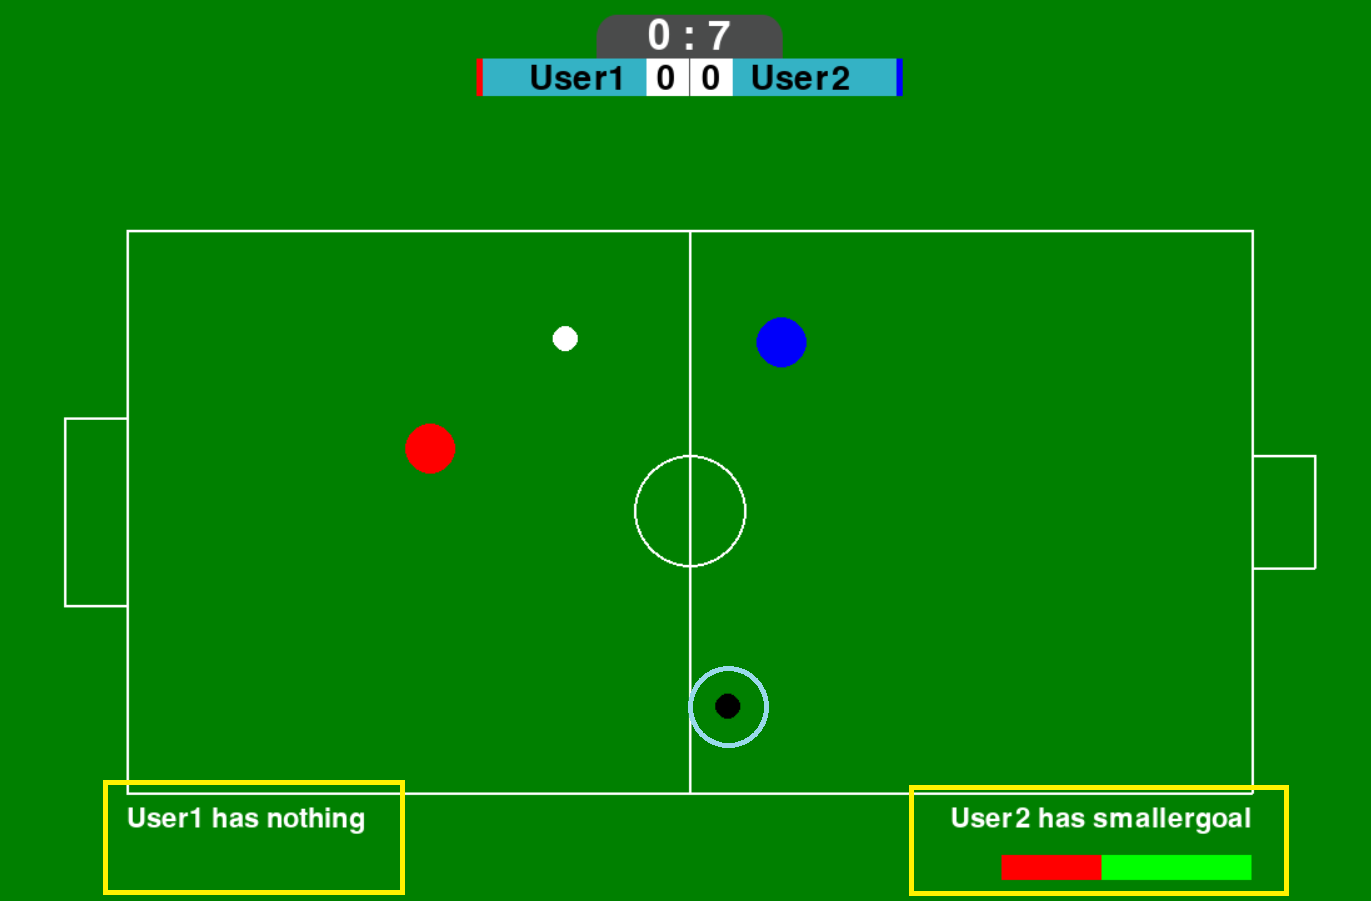 0 : 7
User1 0 0 User2
User1 has nothing
User2 has smallergoal